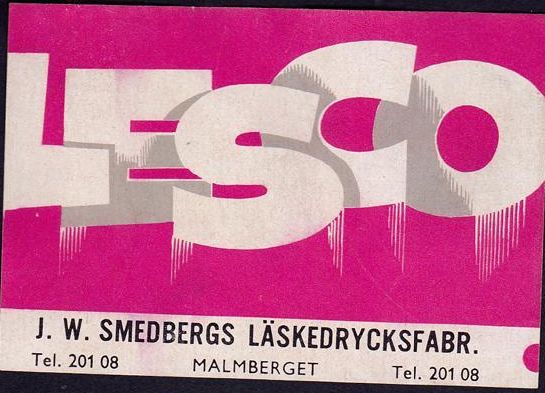 LESCO
J. W. SMEDBERGS LÄSKEDRYCKSFABR.
Tel. 201 08 MALMBERGET Tel. 201 08